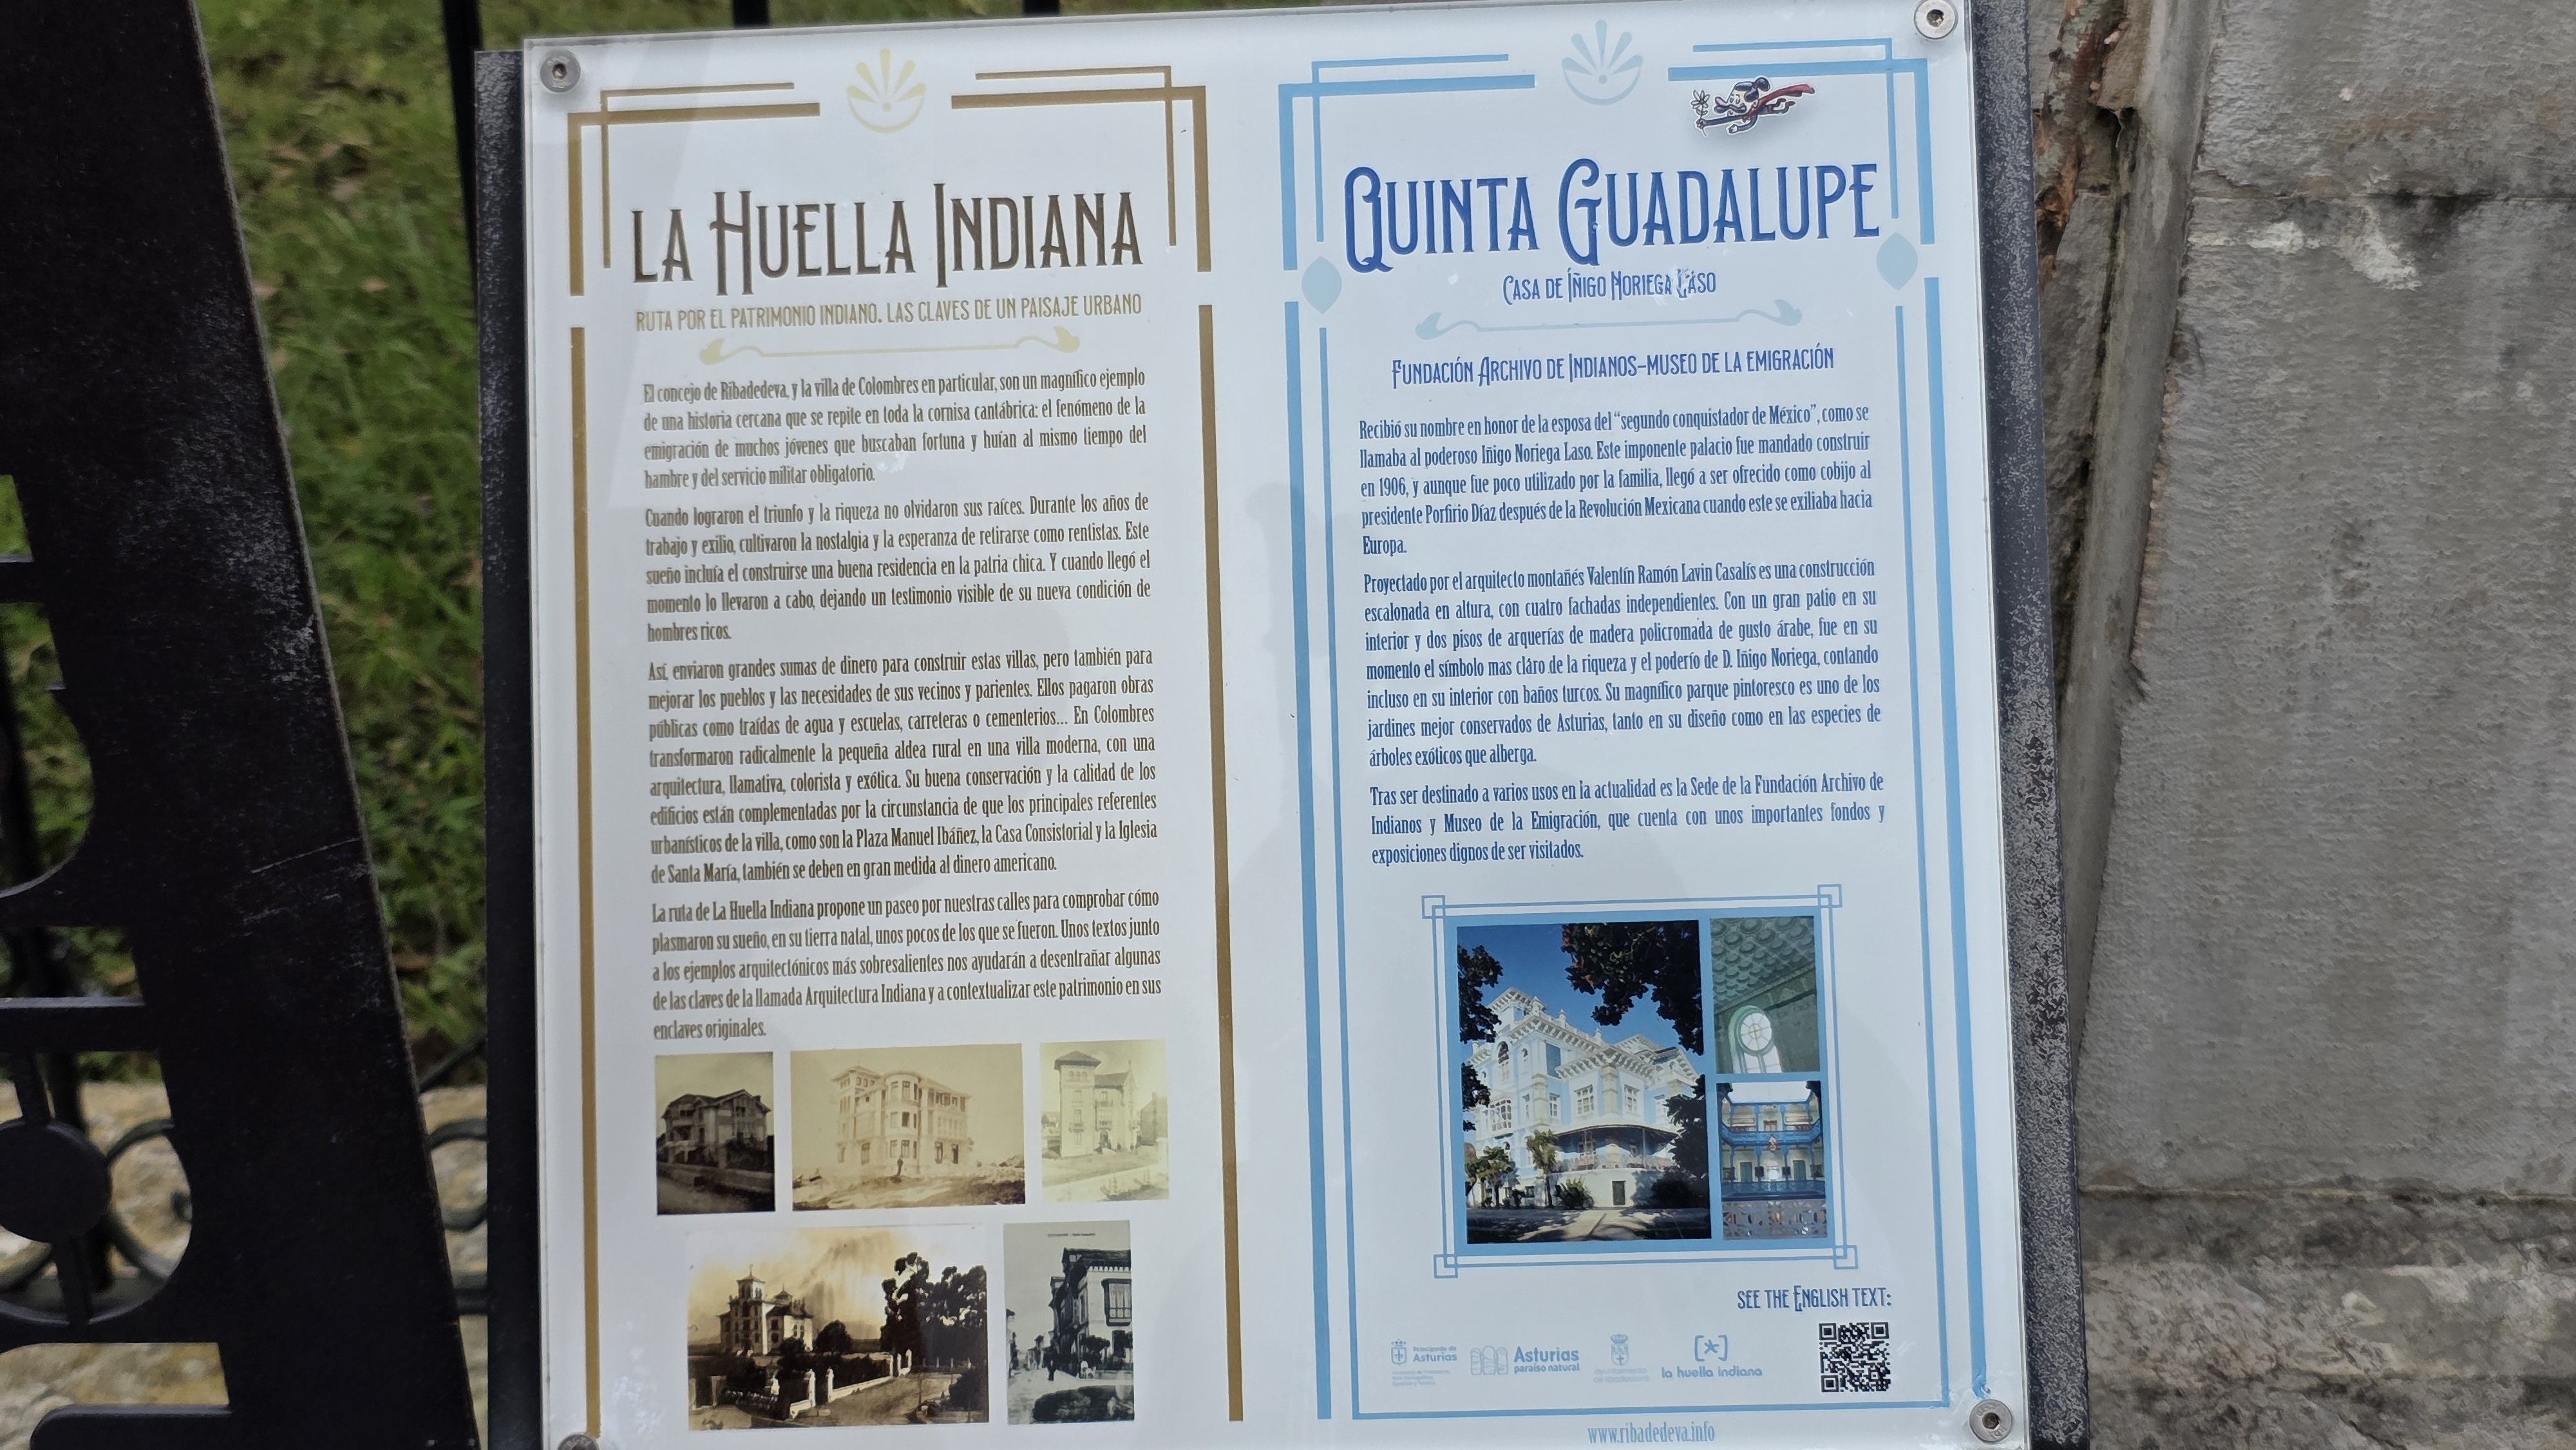 LA HUELLA INDIANA
RUTA POR EL PATRIMONIO INDIANO. LAS CLAVES DE UN PAISAJE URBANO
El concejo de Ribadedeva, y la villa de Colombres en particular, son un magnífico ejemplo
de una historia cercana que se repite en toda la cornisa cantábrica: el fenómeno de la
emigración de muchos jóvenes que buscaban fortuna y huían al mismo tiempo del
hambre y del servicio militar obligatorio.
Cuando lograron el triunfo y la riqueza no olvidaron sus raíces. Durante los años de
trabajo y exilio, cultivaron la nostalgia y la esperanza de retirarse como rentistas. Este
sueño incluía el construirse una buena residencia en la patria chica. Y cuando llegó el
momento lo llevaron a cabo, dejando un testimonio visible de su nueva condición de
hombres ricos.
Así, enviaron grandes sumas de dinero para construir estas villas, pero también para
mejorar los pueblos y las necesidades de sus vecinos y parientes. Ellos pagaron obras
públicas como traídas de agua y escuelas, carreteras o cementerios... En Colombres
transformaron radicalmente la pequeña aldea rural en una villa moderna, con una
arquitectura, llamativa, colorista y exótica. Su buena conservación y la calidad de los
edificios están complementadas por la circunstancia de que los principales referentes
urbanísticos de la villa, como son la Plaza Manuel Ibáñez, la Casa Consistorial y la Iglesia
de Santa María, también se deben en gran medida al dinero americano.
La ruta de La Huella Indiana propone un paseo por nuestras calles para comprobar cómo
plasmaron su sueño, en su tierra natal, unos pocos de los que se fueron. Unos textos junto
a los ejemplos arquitectónicos más sobresalientes nos ayudarán a desentrañar algunas
de las claves de la llamada Arquitectura Indiana y a contextualizar este patrimonio en sus
enclaves originales.
QUINTA GUADALUPE
CASA DE ÍÑIGO NORIEGA LASO
FUNDACIÓN ARCHIVO DE INDIANOS-MUSEO DE LA EMIGRACIÓN
Recibió su nombre en honor de la esposa del "segundo conquistador de México", como se
llamaba al poderoso Iñigo Noriega Laso. Este imponente palacio fue mandado construir
en 1906, y aunque fue poco utilizado por la familia, llegó a ser ofrecido como cobijo al
presidente Porfirio Díaz después de la Revolución Mexicana cuando este se exiliaba hacia
Europa.
Proyectado por el arquitecto montañés Valentín Ramón Lavin Casalís es una construcción
escalonada en altura, con cuatro fachadas independientes. Con un gran patio en su
interior y dos pisos de arquerías de madera policromada de gusto árabe, fue en su
momento el símbolo mas cláro de la riqueza y el poderío de D. Iñigo Noriega, contando
incluso en su interior con baños turcos. Su magnífico parque pintoresco es uno de los
jardines mejor conservados de Asturias, tanto en su diseño como en las especies de
árboles exóticos que alberga.
Tras ser destinado a varios usos en la actualidad es la Sede de la Fundación Archivo de
Indianos y Museo de la Emigración, que cuenta con unos importantes fondos y
exposiciones dignos de ser visitados.
SEE THE ENGLISH TEXT:
Principado de
Asturias
Asturias
paraíso natural
la huella indiana
www.ribadedeva.info